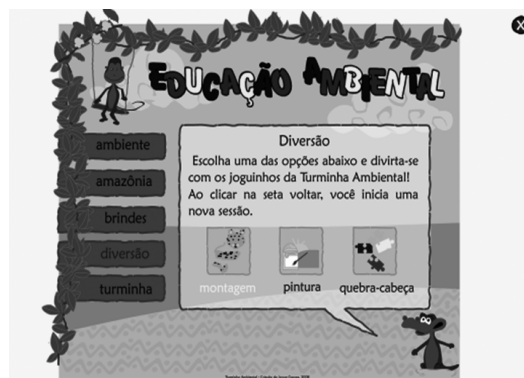 EDUCAÇÃO AMBIENTAL
ambiente
amazônia
brindes
diversão
turminha
Diversão
Escolha uma das opções abaixo e divirta-se
com os joguinhos da Turminha Ambiental!
Ao clicar na seta voltar, você inicia uma
nova sessão.
montagem
pintura
quebra-cabeça
X